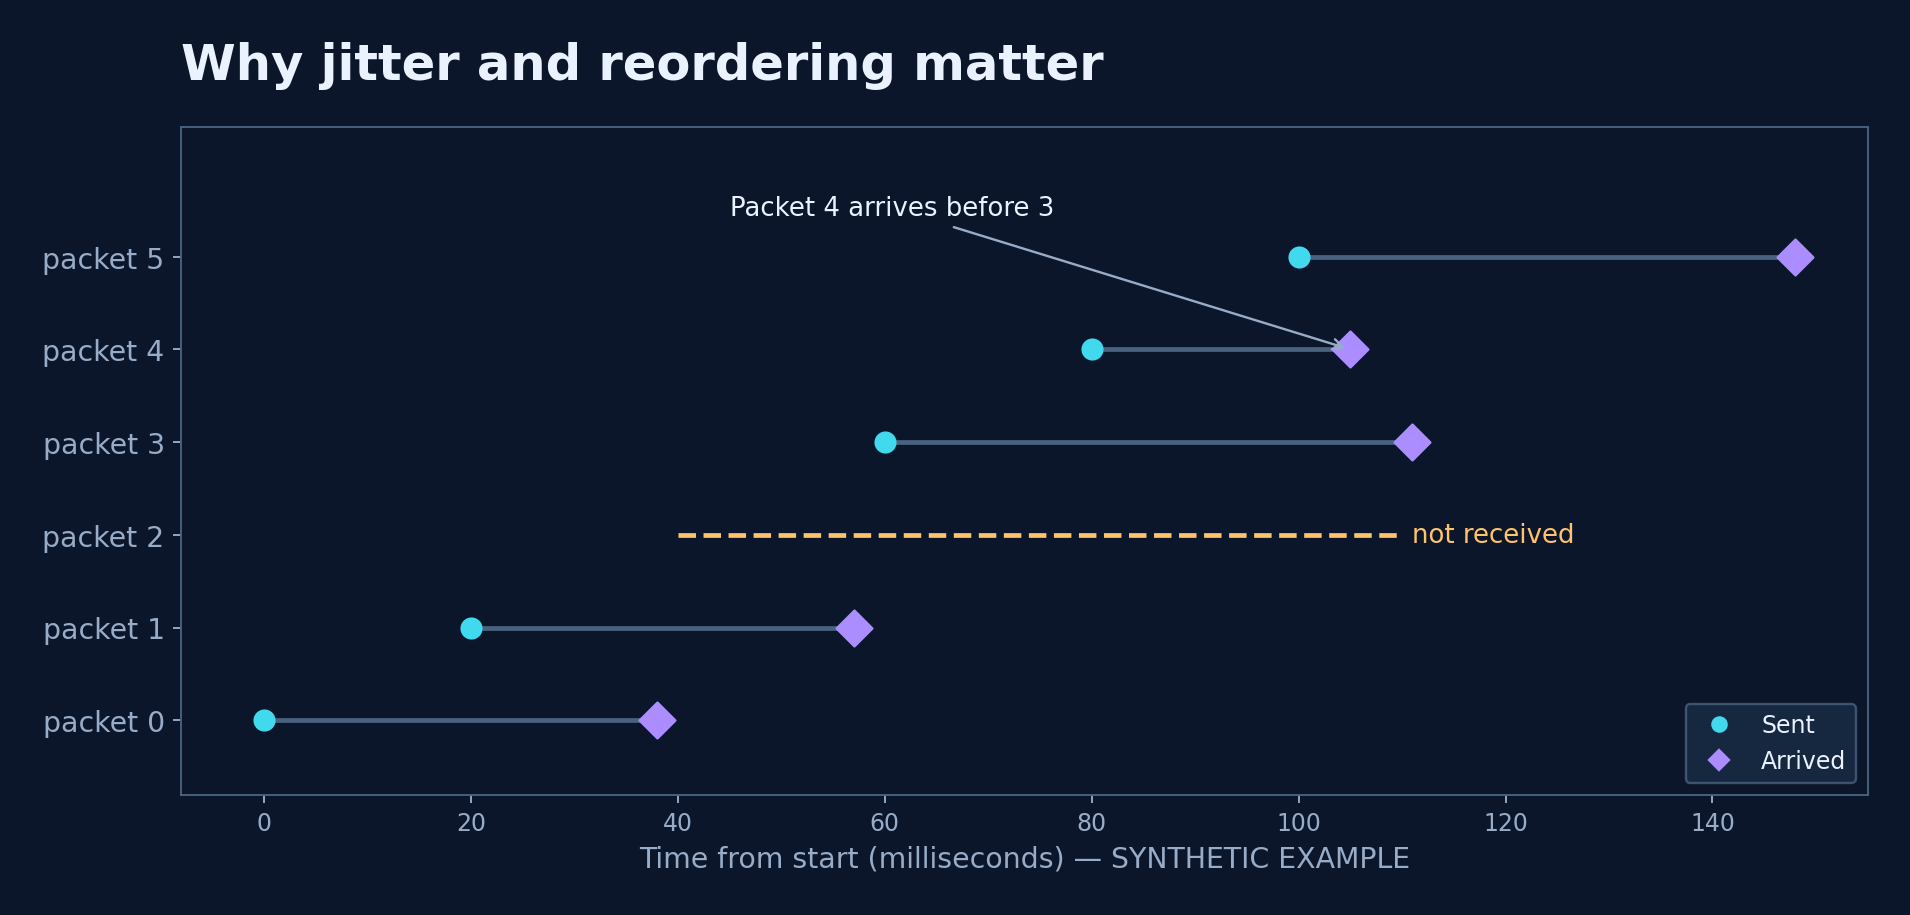 Why jitter and reordering matter
Packet 4 arrives before 3
packet 5
packet 4
packet 3
packet 2
not received
packet 1
packet 0
Sent
Arrived
0 20 40 60 80 100 120 140
Time from start (milliseconds) — SYNTHETIC EXAMPLE